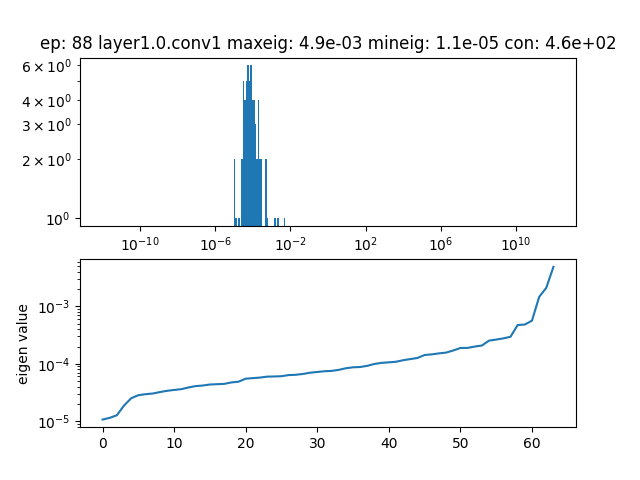 ep: 88 layer1.0.conv1 maxeig: 4.9e-03 mineig: 1.1e-05 con: 4.6e+02
6 × 10⁰
4 × 10⁰
3 × 10⁰
2 × 10⁰
10⁰
10⁻¹⁰ 10⁻⁶ 10⁻² 10² 10⁶ 10¹⁰
eigen value
10⁻³
10⁻⁴
10⁻⁵
0 10 20 30 40 50 60